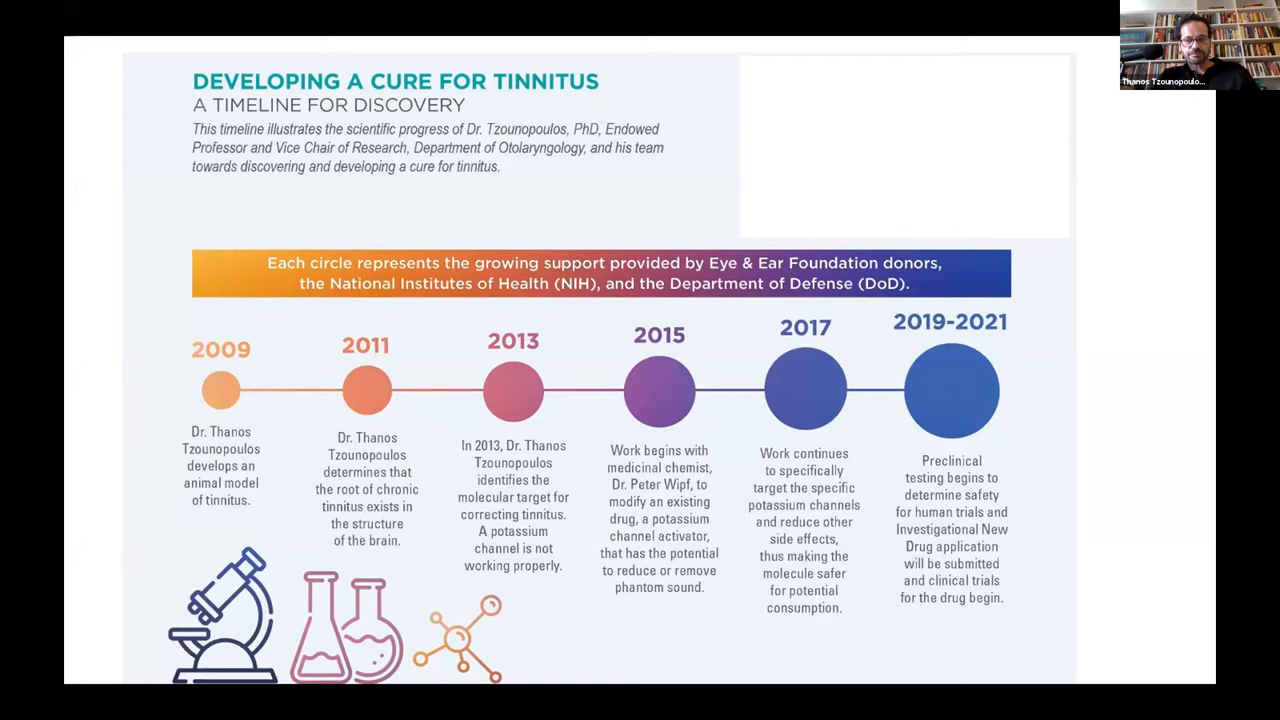 Thanos Tzounopoulo...
DEVELOPING A CURE FOR TINNITUS
A TIMELINE FOR DISCOVERY
This timeline illustrates the scientific progress of Dr. Tzounopoulos, PhD, Endowed
Professor and Vice Chair of Research, Department of Otolaryngology, and his team
towards discovering and developing a cure for tinnitus.
Each circle represents the growing support provided by Eye & Ear Foundation donors,
the National Institutes of Health (NIH), and the Department of Defense (DoD).
2009
Dr. Thanos
Tzounopoulos
develops an
animal model
of tinnitus.
2011
Dr. Thanos
Tzounopoulos
determines that
the root of chronic
tinnitus exists in
the structure
of the brain.
2013
In 2013, Dr. Thanos
Tzounopoulos
identifies the
molecular target for
correcting tinnitus.
A potassium
channel is not
working properly.
2015
Work begins with
medicinal chemist,
Dr. Peter Wipf, to
modify an existing
drug, a potassium
channel activator,
that has the potential
to reduce or remove
phantom sound.
2017
Work continues
to specifically
target the specific
potassium channels
and reduce other
side effects,
thus making the
molecule safer
for potential
consumption.
2019-2021
Preclinical
testing begins to
determine safety
for human trials and
Investigational New
Drug application
will be submitted
and clinical trials
for the drug begin.